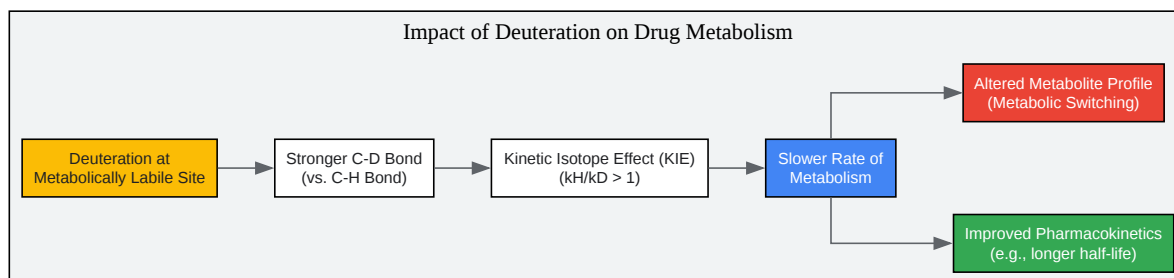 Impact of Deuteration on Drug Metabolism
Deuteration at
Metabolically Labile Site
Stronger C-D Bond
(vs. C-H Bond)
Kinetic Isotope Effect (KIE)
(kH/kD > 1)
Slower Rate of
Metabolism
Altered Metabolite Profile
(Metabolic Switching)
Improved Pharmacokinetics
(e.g., longer half-life)